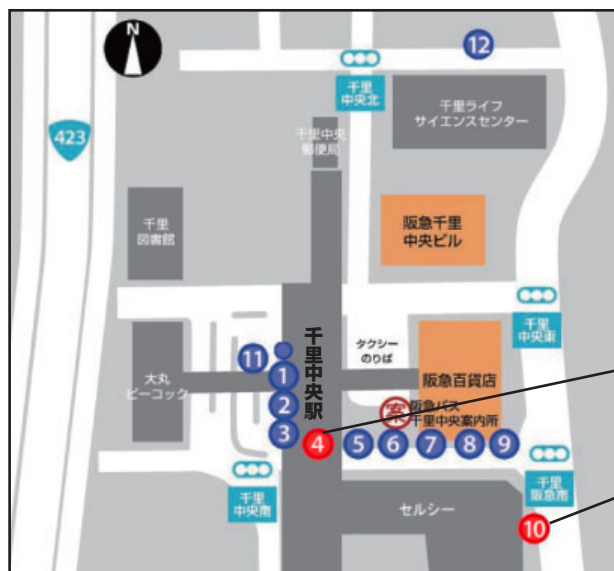 N
12
千里
中央北
千里ライフ
サイエンスセンター
423
千里中央
郵便局
千里
図書館
阪急千里
中央ビル
千里
中央東
千里中央駅
タクシー
のりば
11
1
大丸
ピーコック
阪急百貨店
2
案
阪急バス
千里中央案内所
3
4
5
6
7
8
9
千里
中央南
千里
阪急南
セルシー
10